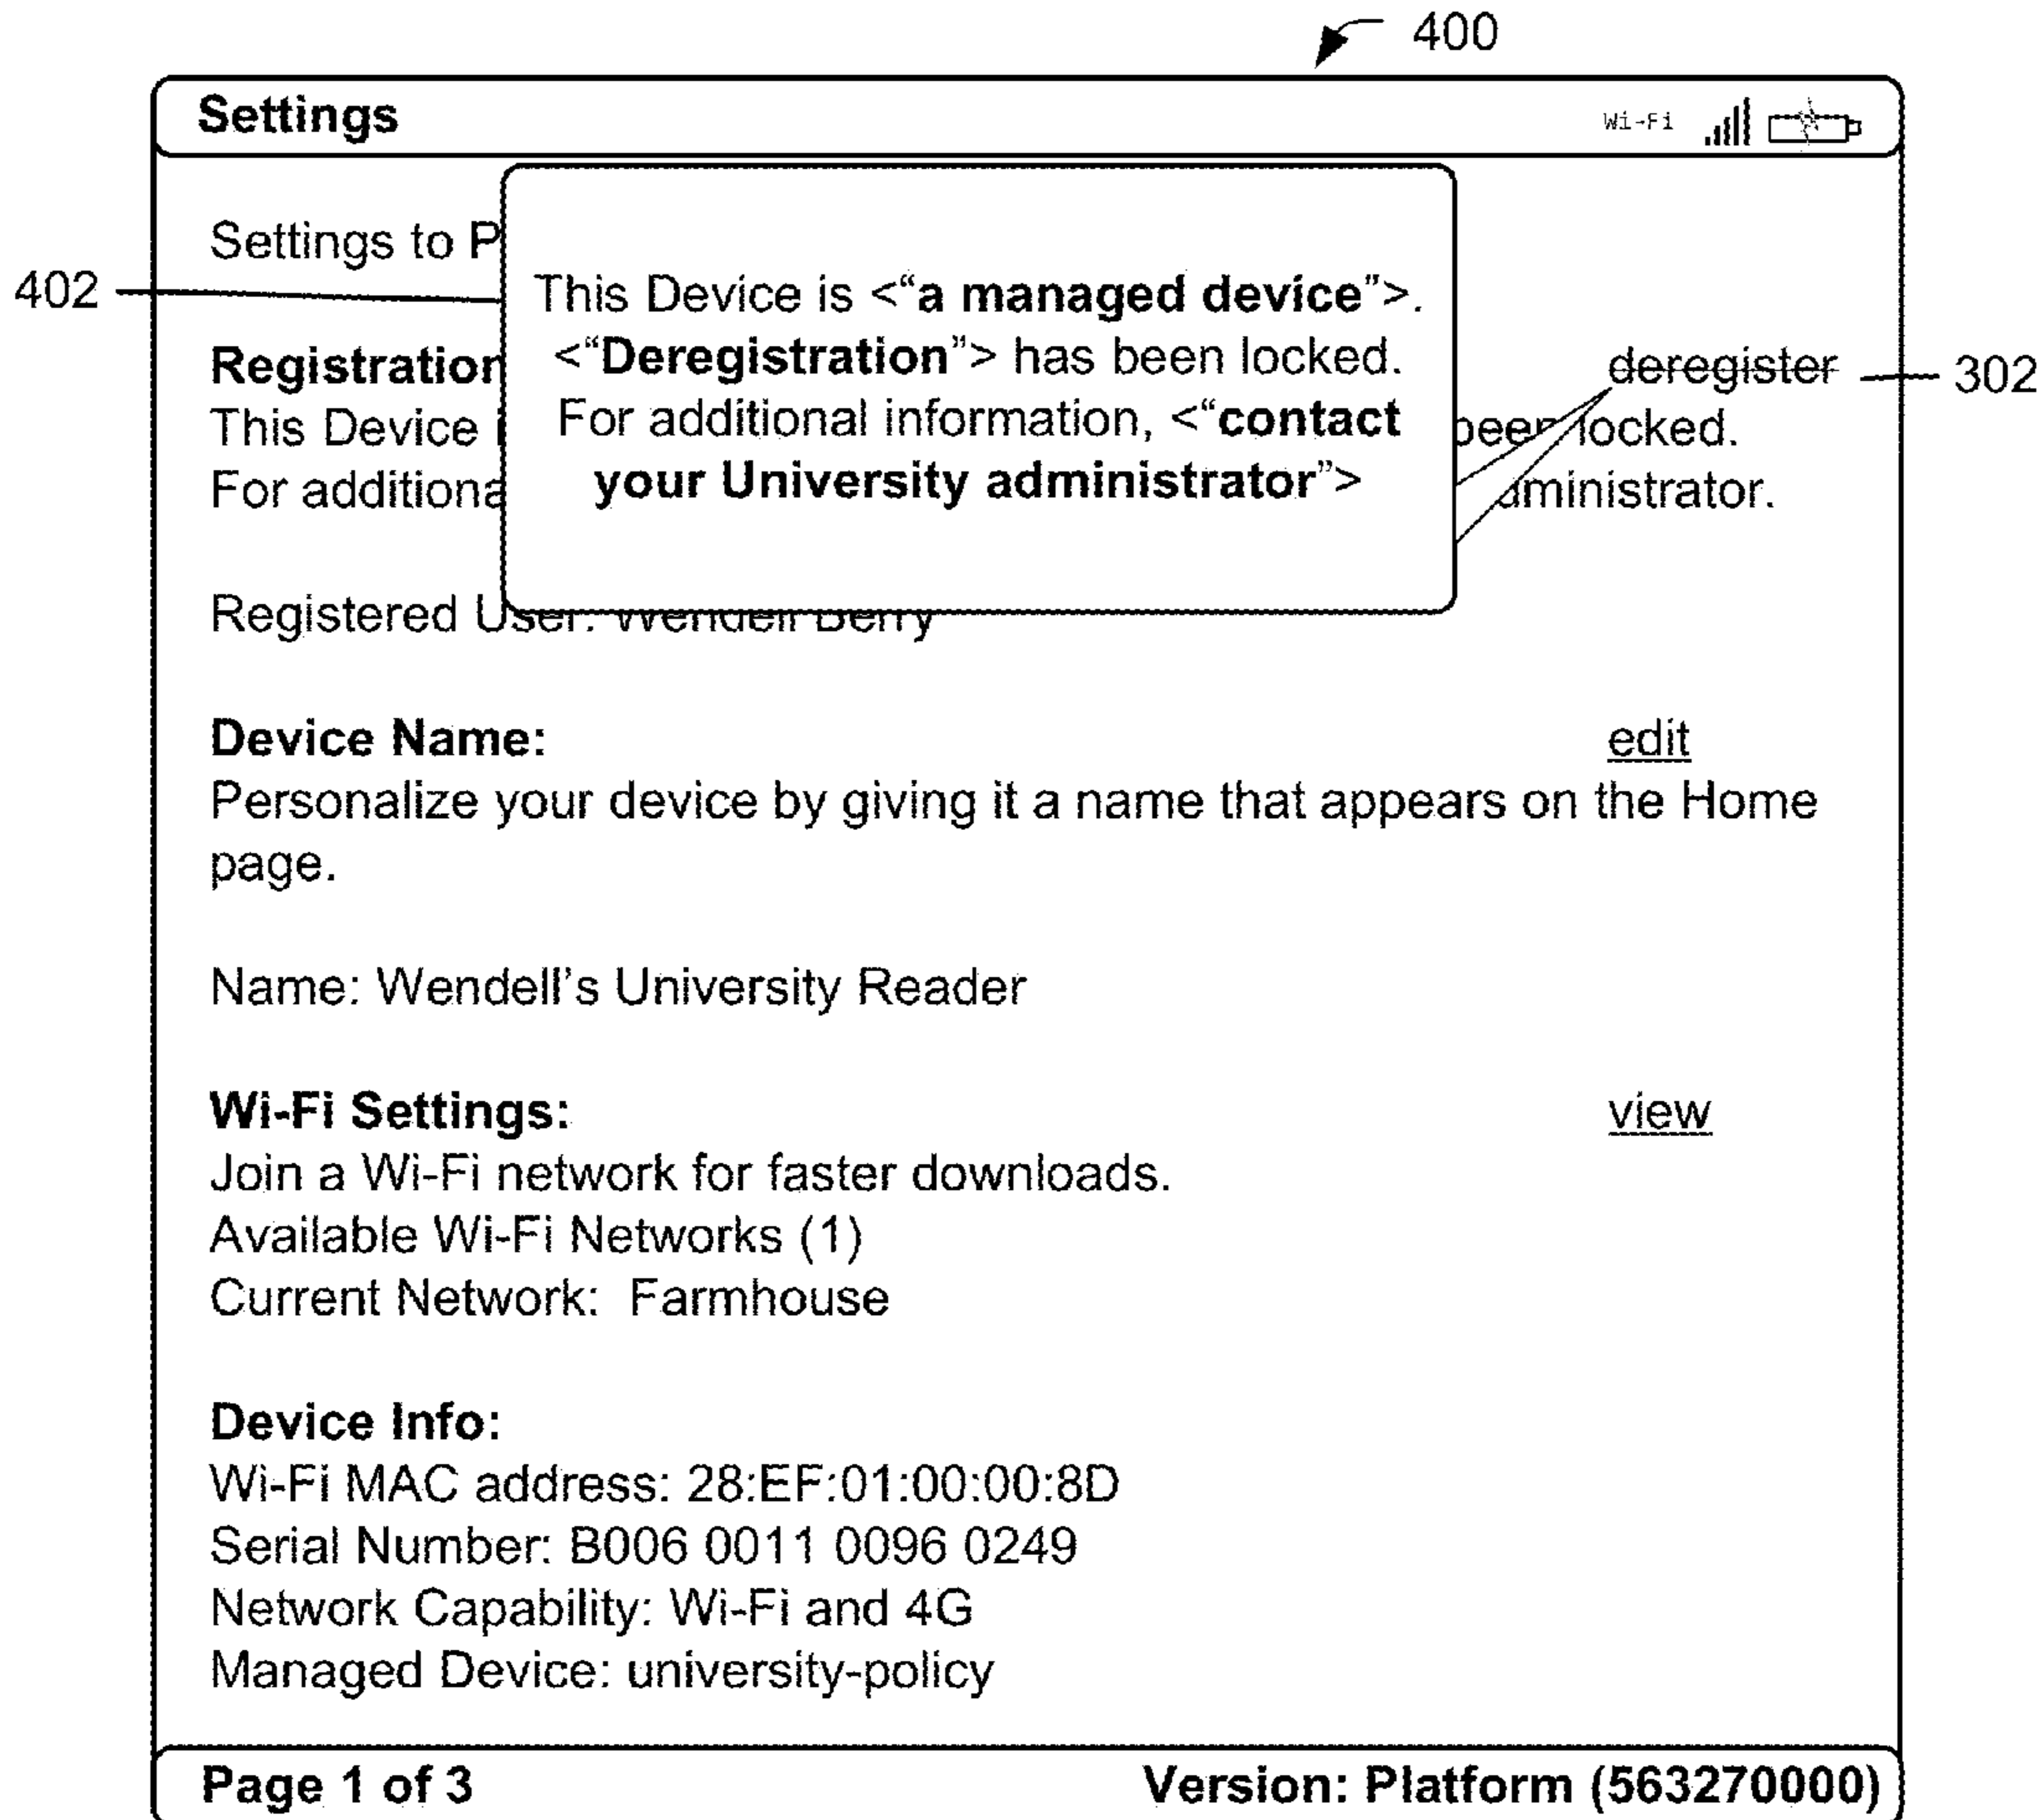 400
Settings Wi-Fi
Settings to P
402
This Device is <“a managed device”>.
<“Deregistration”> has been locked.
For additional information, <“contact
your University administrator”>
Registration deregister 302
This Device been locked.
For additiona administrator.
Registered User: Wendell Berry
Device Name: edit
Personalize your device by giving it a name that appears on the Home
page.
Name: Wendell's University Reader
Wi-Fi Settings: view
Join a Wi-Fi network for faster downloads.
Available Wi-Fi Networks (1)
Current Network: Farmhouse
Device Info:
Wi-Fi MAC address: 28:EF:01:00:00:8D
Serial Number: B006 0011 0096 0249
Network Capability: Wi-Fi and 4G
Managed Device: university-policy
Page 1 of 3 Version: Platform (563270000)